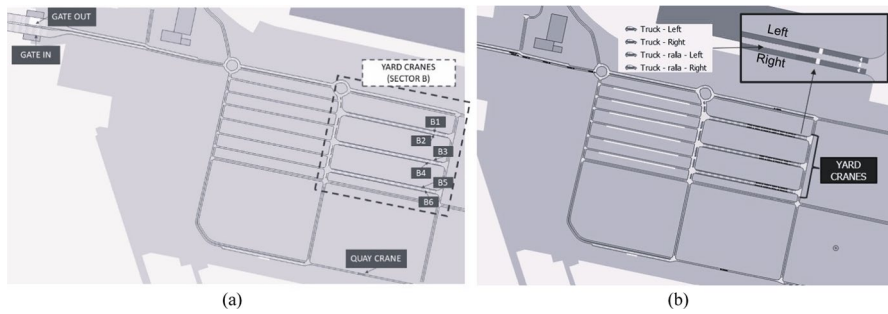 GATE OUT
GATE IN
YARD CRANES
(SECTOR B)
B1
B2
B3
B4
B5
B6
QUAY CRANE
(a)
Truck - Left
Truck - Right
Truck - ralla - Left
Truck - ralla - Right
Left
Right
YARD
CRANES
(b)